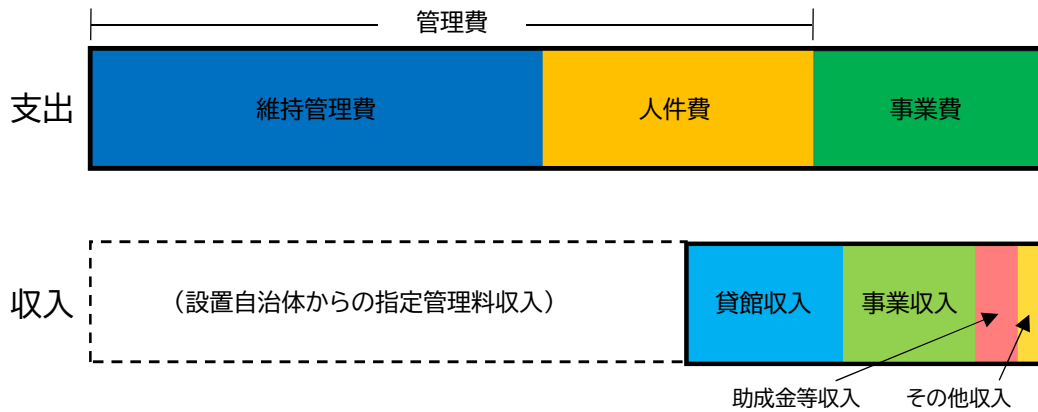 管理費
支出
維持管理費
人件費
事業費
収入
（設置自治体からの指定管理料収入）
貸館収入
事業収入
助成金等収入
その他収入